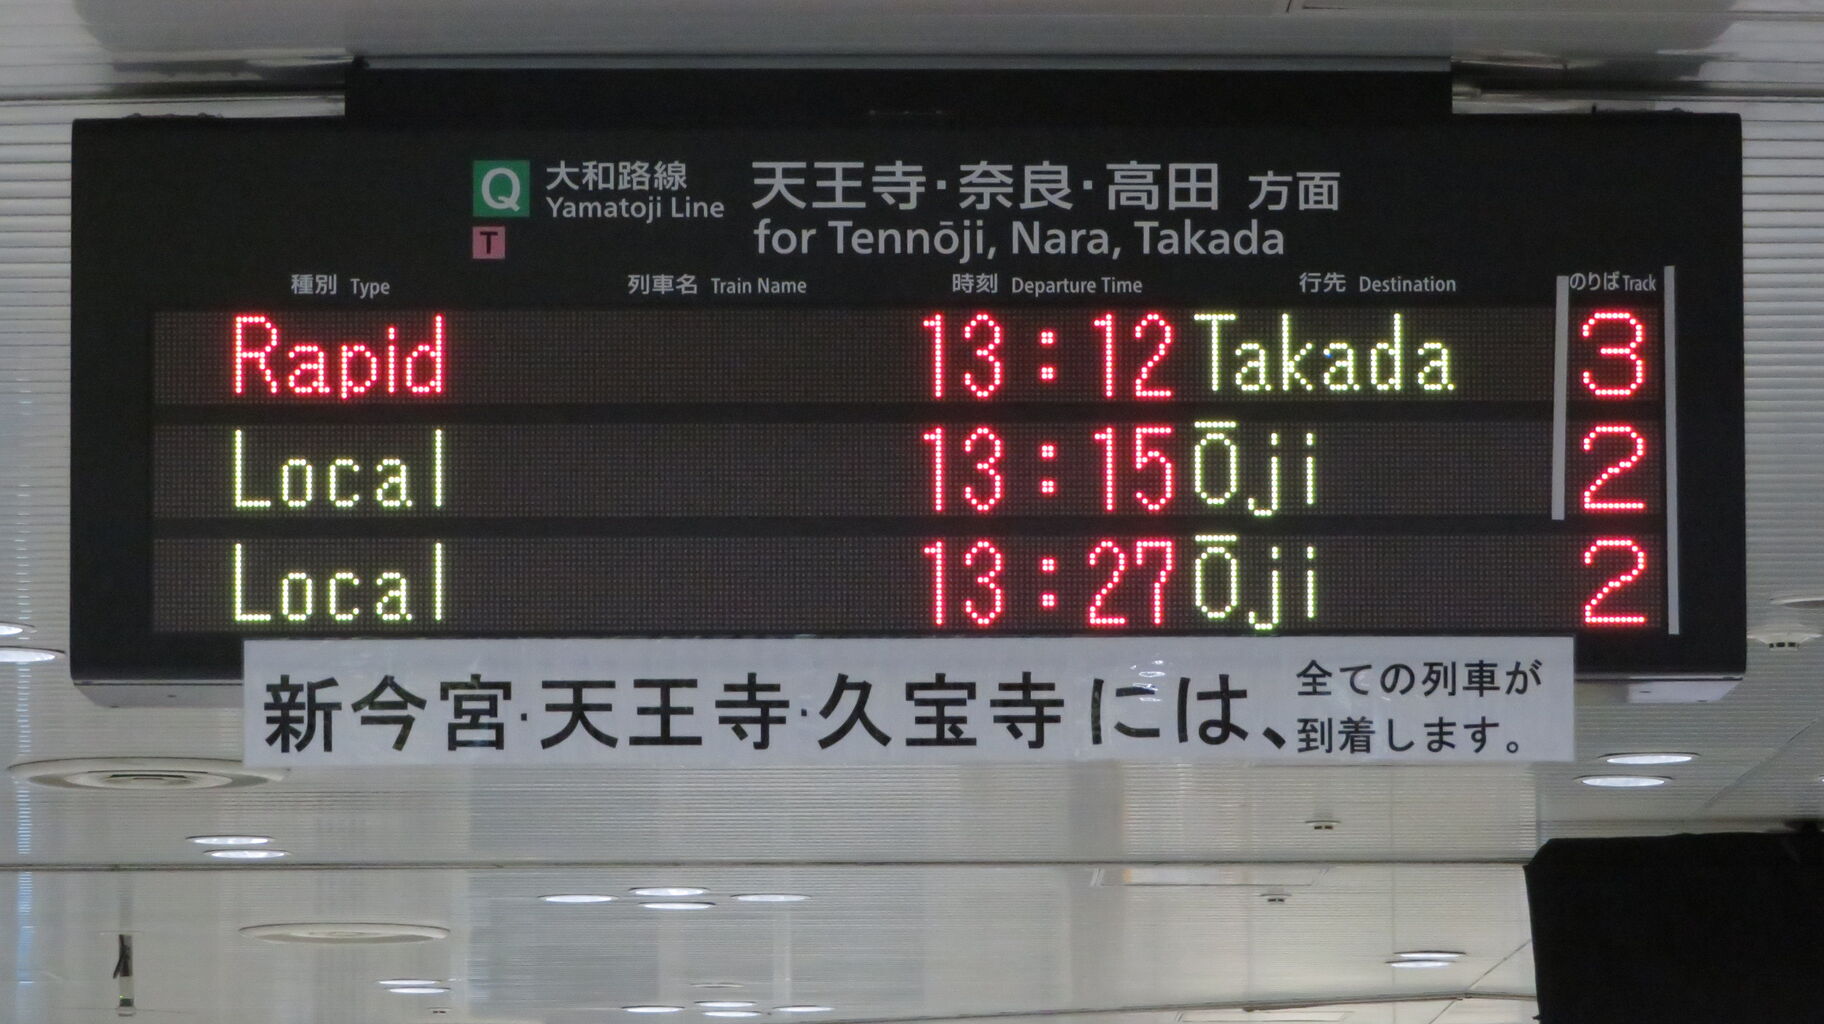 Q 大和路線 天王寺・奈良・高田 方面
Yamatoji Line
T for Tennōji, Nara, Takada
種別 Type 列車名 Train Name 時刻 Departure Time 行先 Destination のりば Track
Rapid 13:12 Takada 3
Local 13:15 Ōji 2
Local 13:27 Ōji 2
新今宮・天王寺・久宝寺には、全ての列車が
到着します。